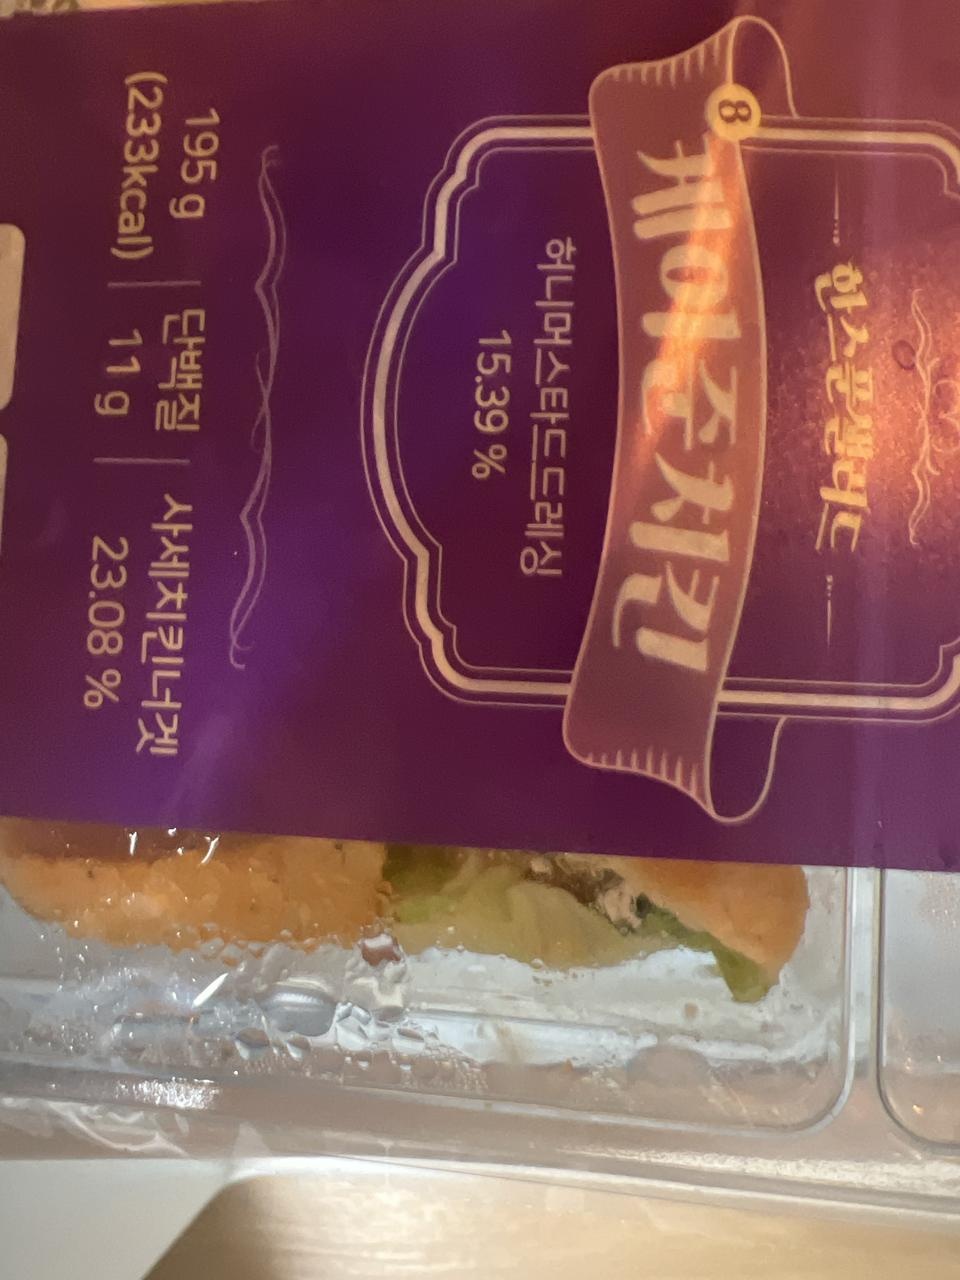 한스푼샐버드
8
케이준치킨
허니머스타드드레싱
15.39 %
195 g
(233kcal)
단백질
11 g
사세치킨너겟
23.08 %